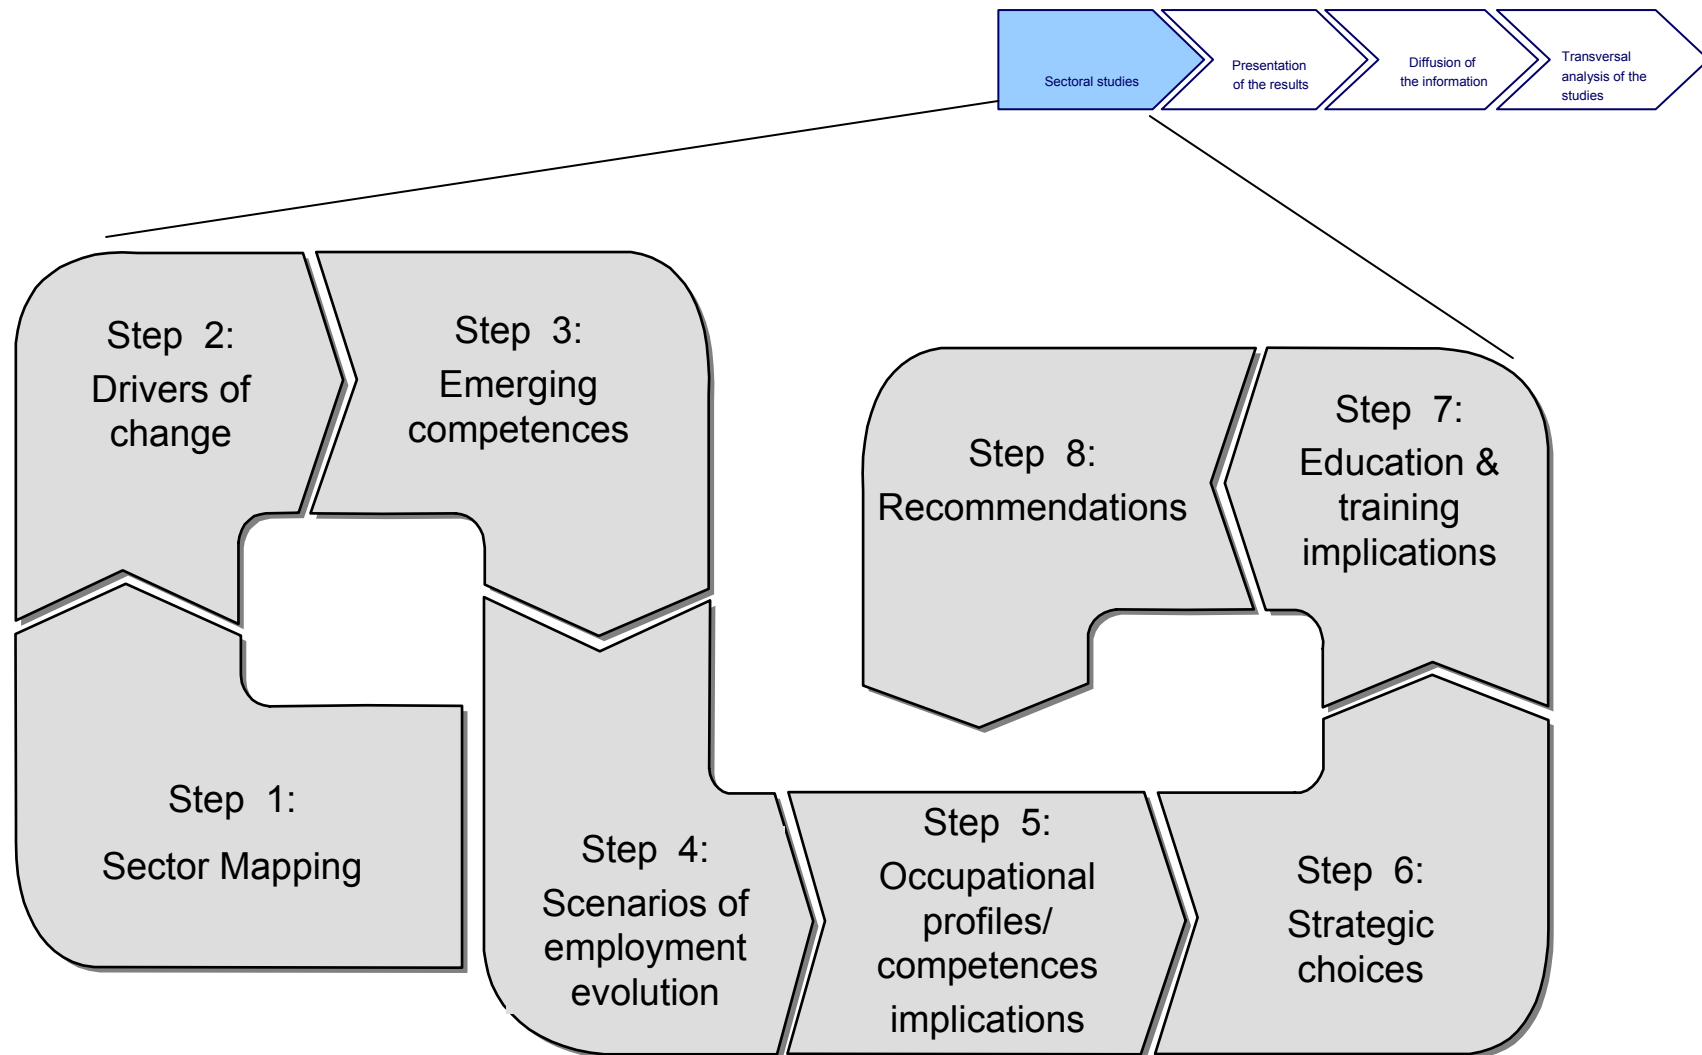 Sectoral studies
Presentation
of the results
Diffusion of
the information
Transversal
analysis of the
studies
Step 2:
Drivers of
change
Step 3:
Emerging
competences
Step 8:
Recommendations
Step 7:
Education &
training
implications
Step 1:
Sector Mapping
Step 4:
Scenarios of
employment
evolution
Step 5:
Occupational
profiles/
competences
implications
Step 6:
Strategic
choices